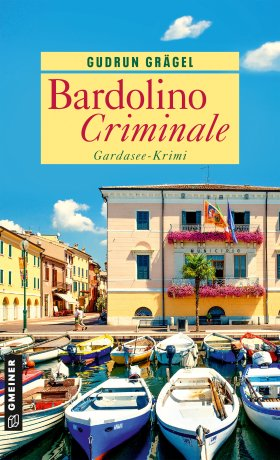 GUDRUN GRÄGEL
Bardolino
Criminale
Gardasee-Krimi
MUNICIPIO
GMEINER